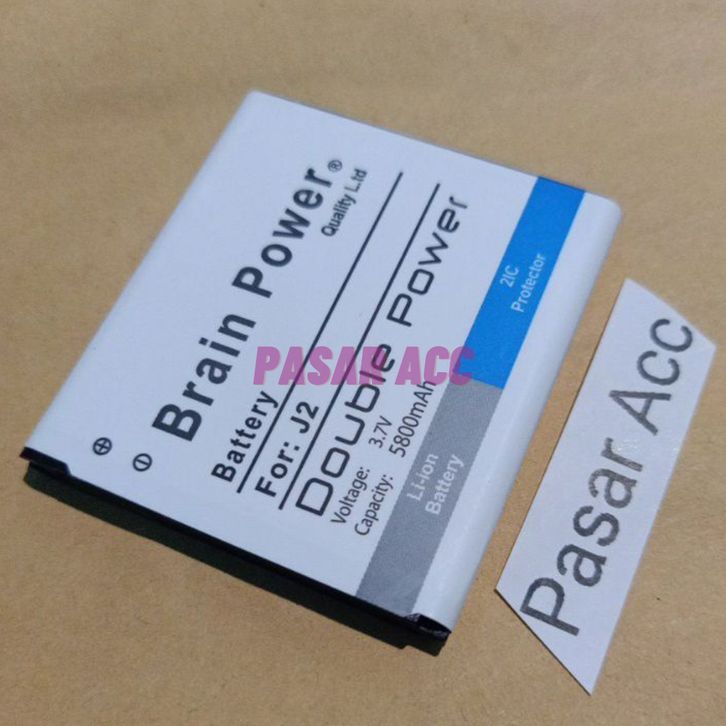 Brain Power®
Quality Ltd
Battery
For: J2
Double Power
Voltage: 3.7V
Capacity: 5800mAh
Li-ion
Battery
2IC
Protector
PASAR ACC
Pasar Acc